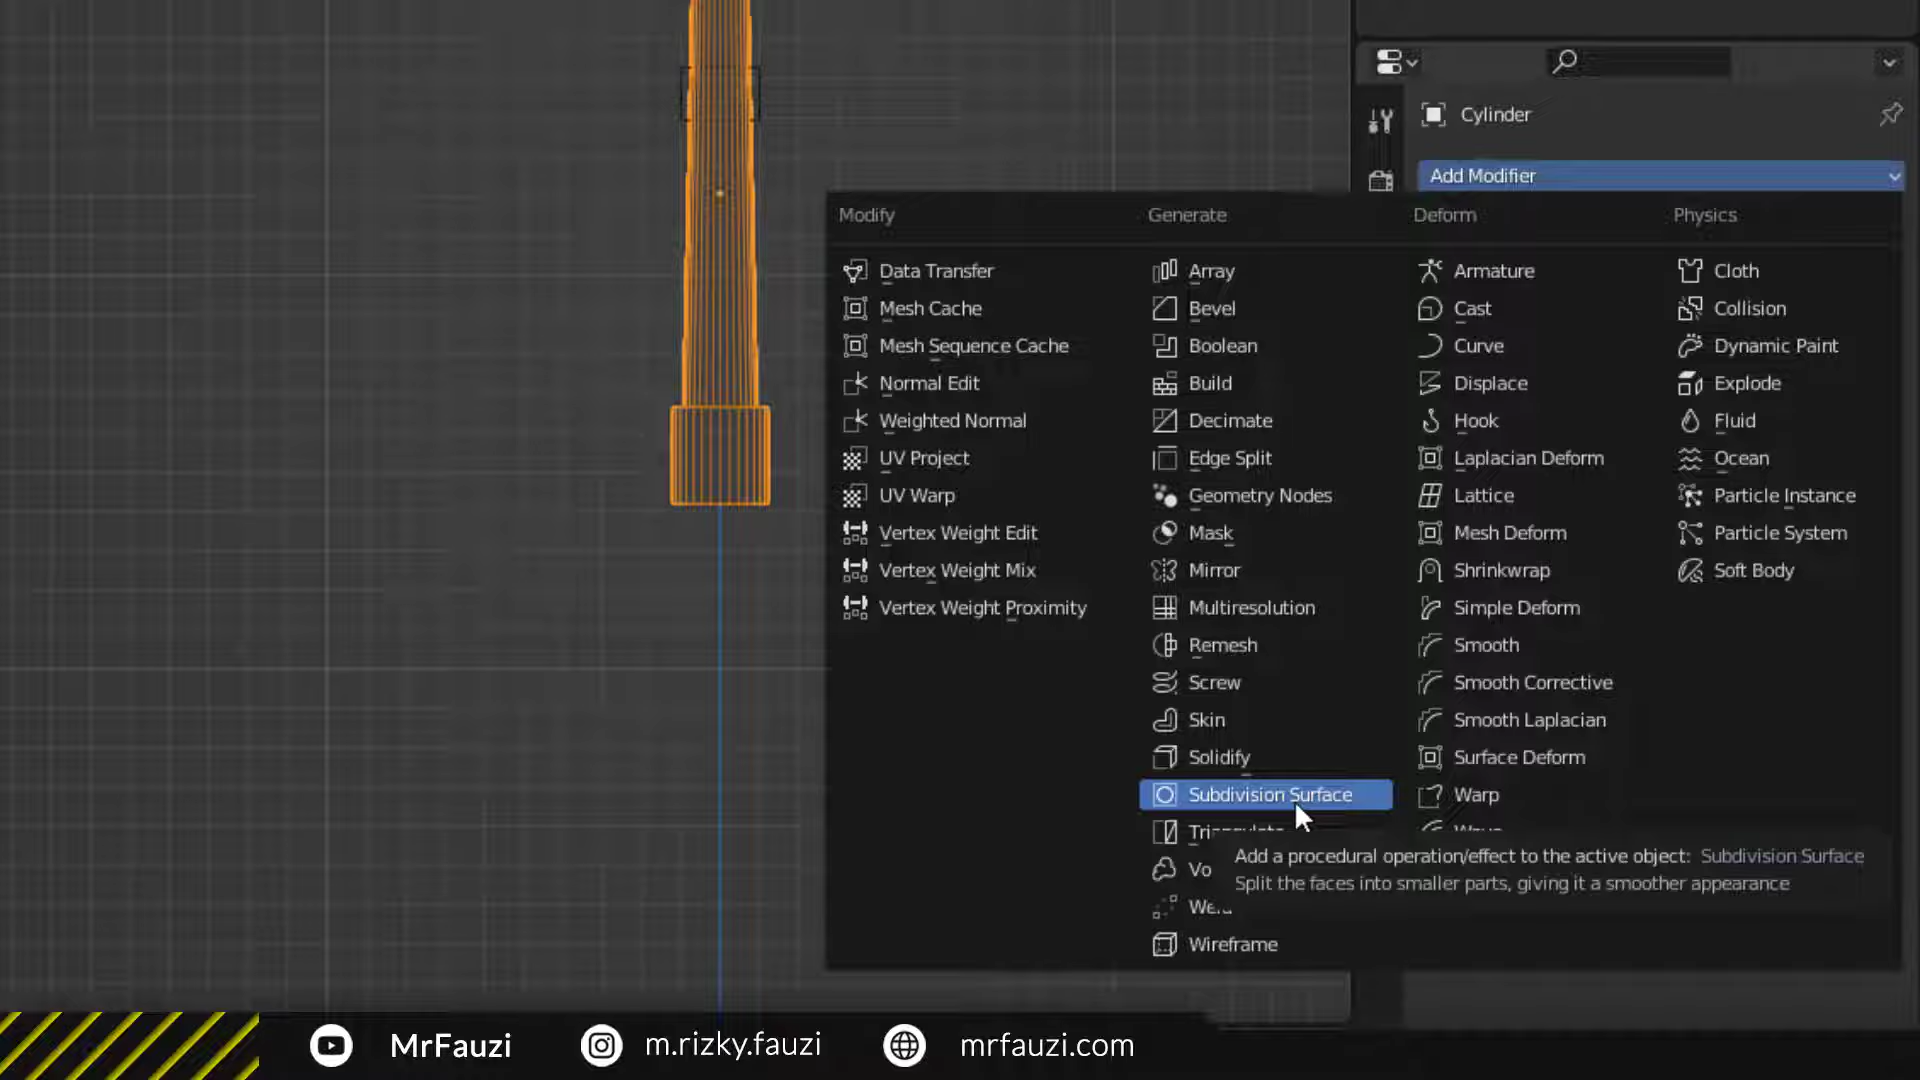 Cylinder
Add Modifier
Modify
Data Transfer
Mesh Cache
Mesh Sequence Cache
Normal Edit
Weighted Normal
UV Project
UV Warp
Vertex Weight Edit
Vertex Weight Mix
Vertex Weight Proximity
Generate
Array
Bevel
Boolean
Build
Decimate
Edge Split
Geometry Nodes
Mask
Mirror
Multiresolution
Remesh
Screw
Skin
Solidify
Subdivision Surface
Vo
Wireframe
Deform
Armature
Cast
Curve
Displace
Hook
Laplacian Deform
Lattice
Mesh Deform
Shrinkwrap
Simple Deform
Smooth
Smooth Corrective
Smooth Laplacian
Surface Deform
Warp
Physics
Cloth
Collision
Dynamic Paint
Explode
Fluid
Ocean
Particle Instance
Particle System
Soft Body
Add a procedural operation/effect to the active object: Subdivision Surface
Split the faces into smaller parts, giving it a smoother appearance
MrFauzi
m.rizky.fauzi
mrfauzi.com